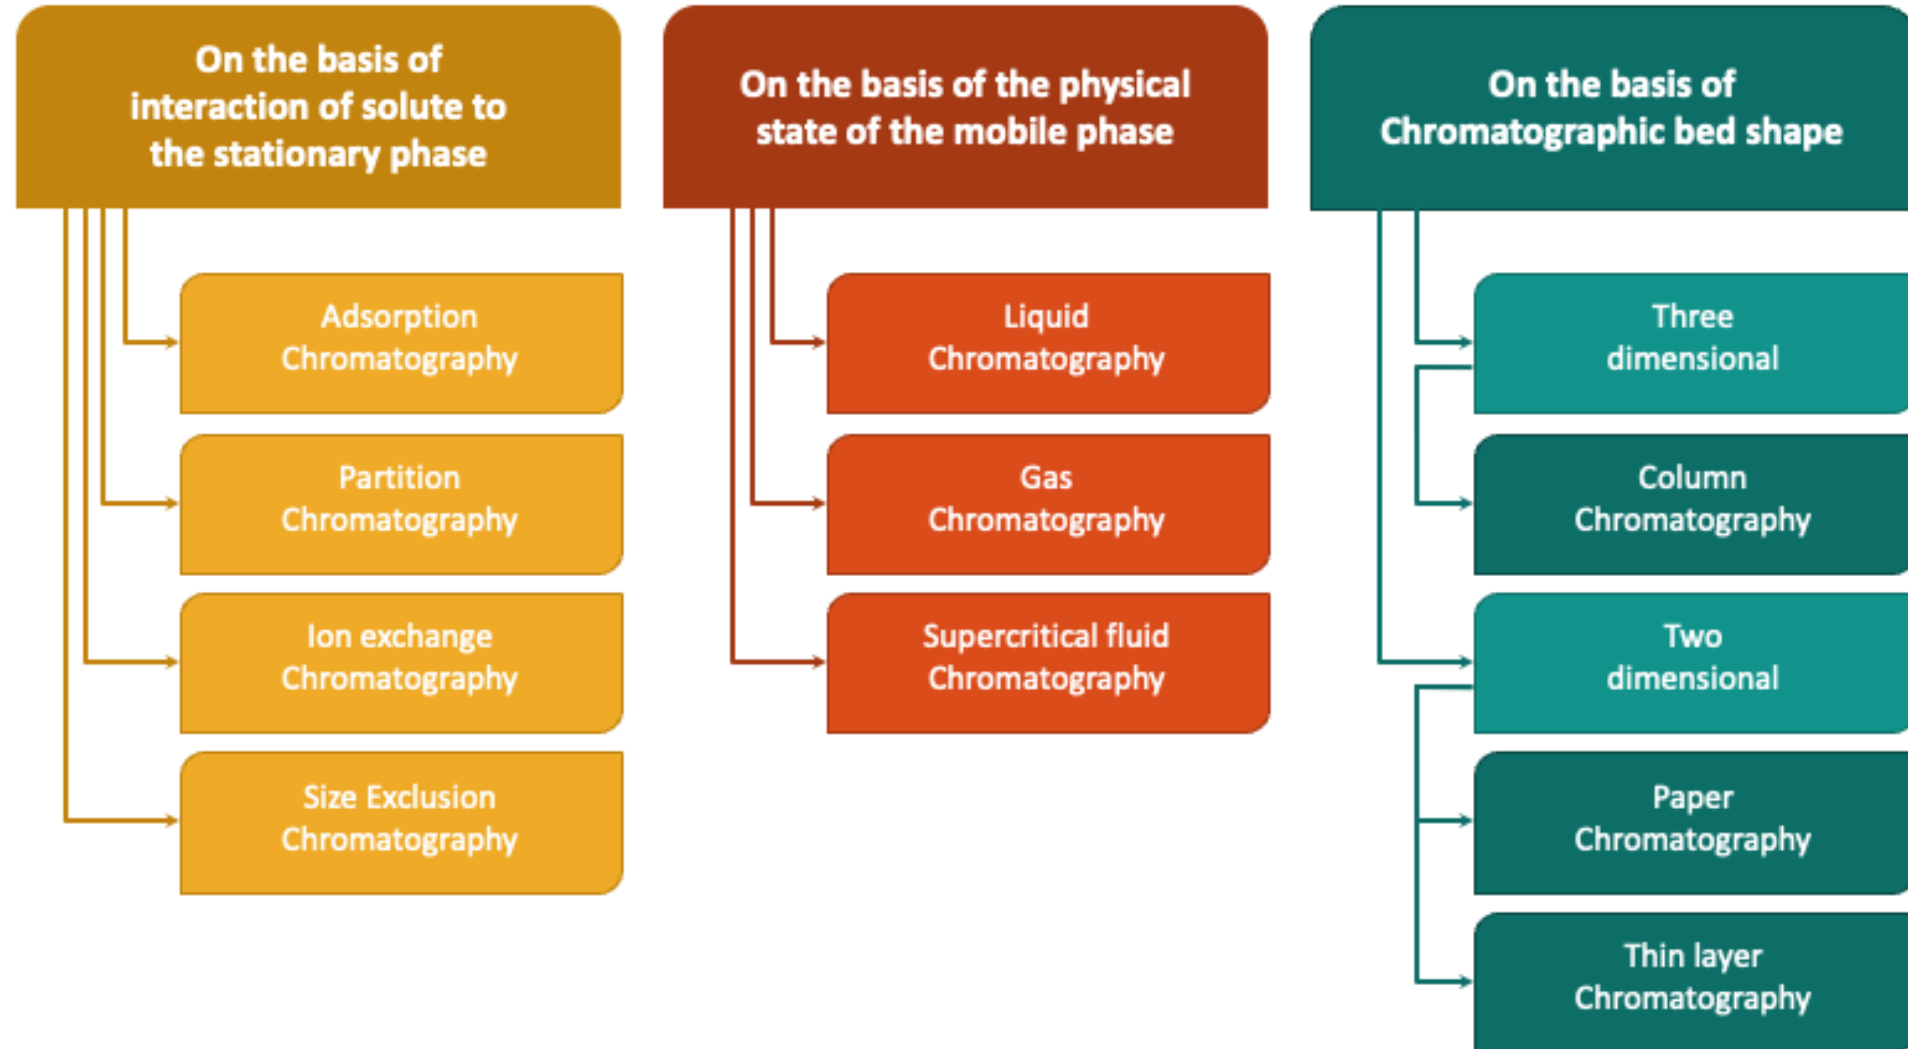 On the basis of
interaction of solute to
the stationary phase
Adsorption
Chromatography
Partition
Chromatography
Ion exchange
Chromatography
Size Exclusion
Chromatography
On the basis of the physical
state of the mobile phase
Liquid
Chromatography
Gas
Chromatography
Supercritical fluid
Chromatography
On the basis of
Chromatographic bed shape
Three
dimensional
Column
Chromatography
Two
dimensional
Paper
Chromatography
Thin layer
Chromatography